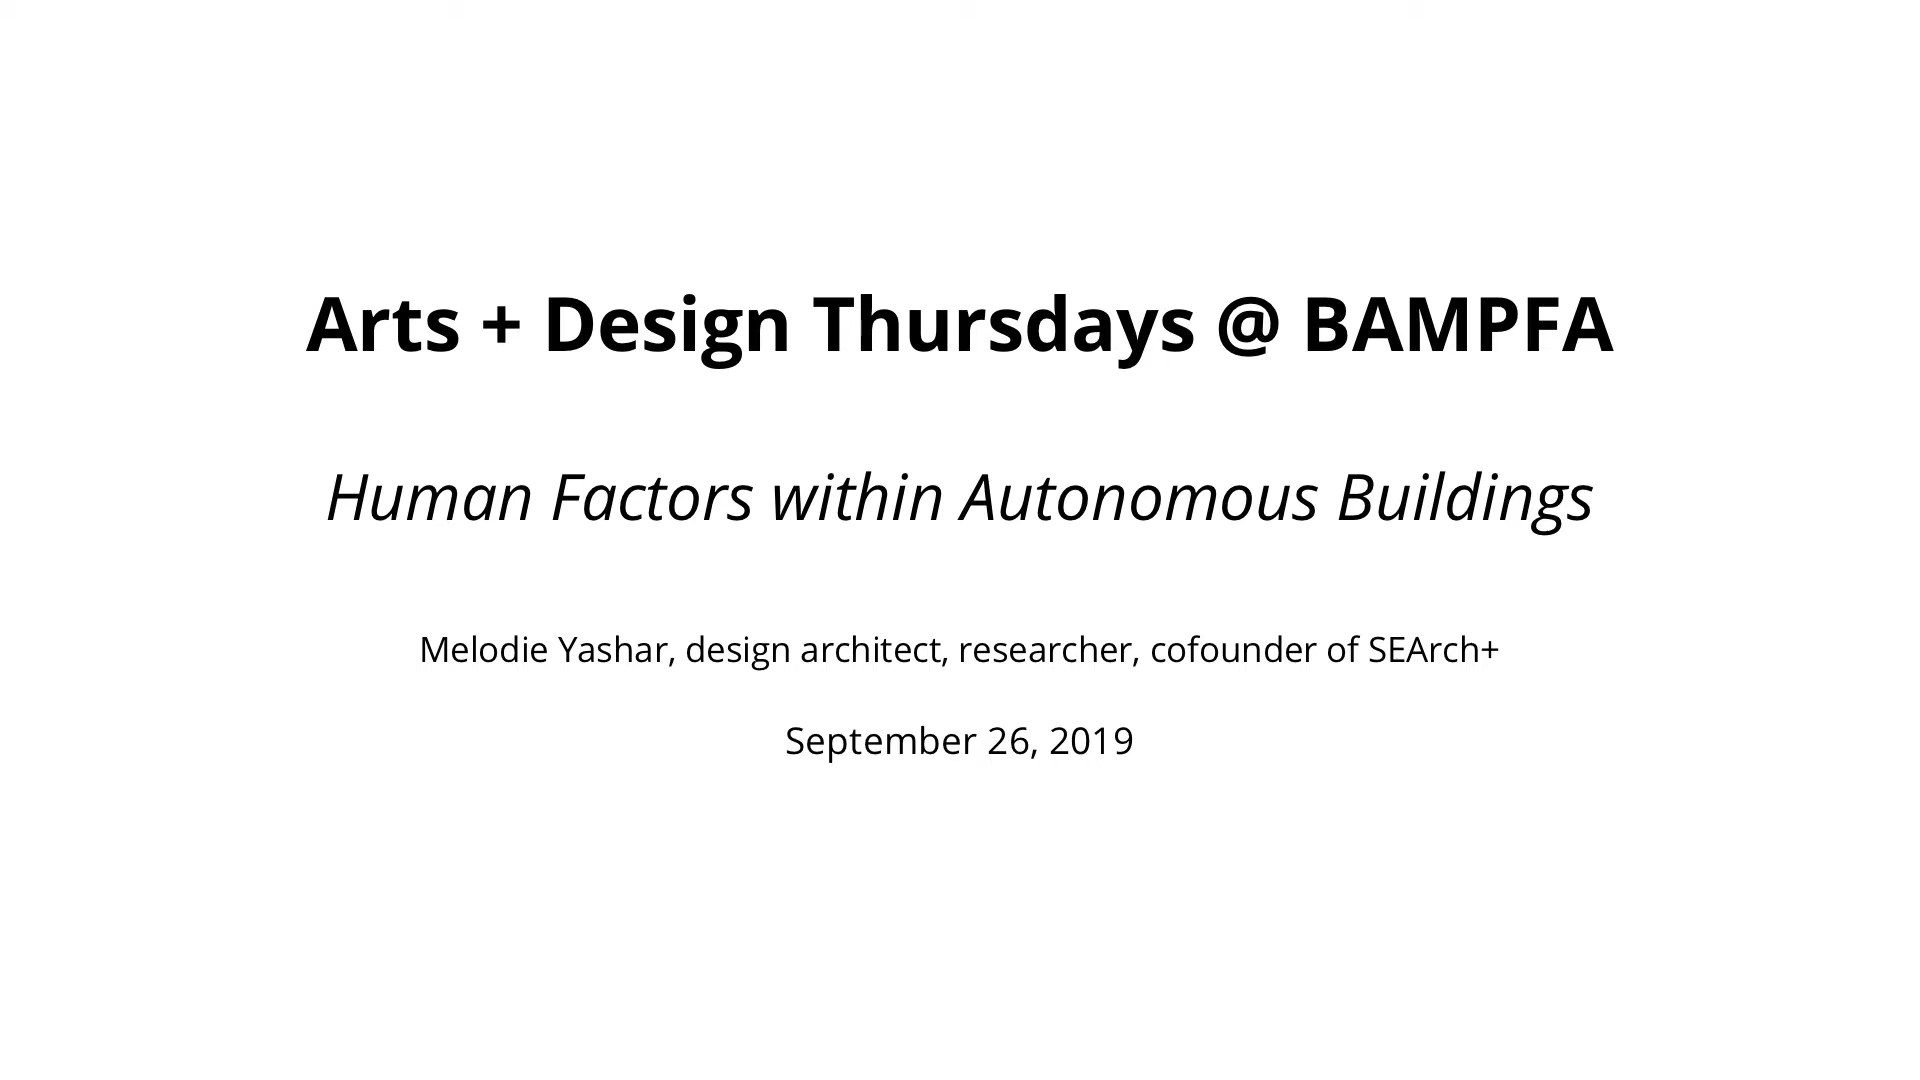 Arts + Design Thursdays @ BAMPFA
Human Factors within Autonomous Buildings
Melodie Yashar, design architect, researcher, cofounder of SEArch+
September 26, 2019